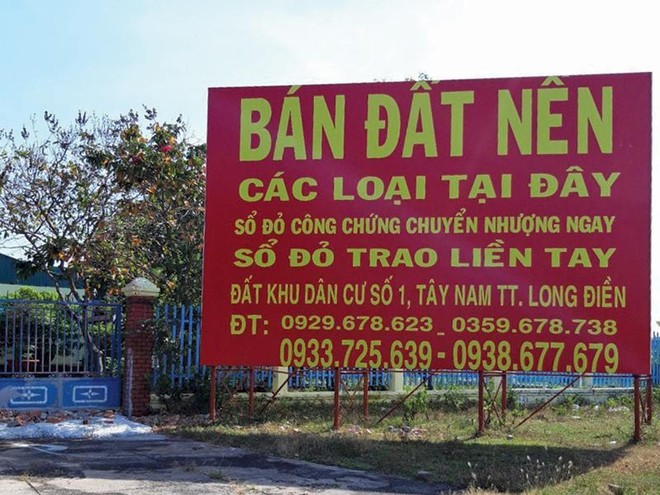 BÁN ĐẤT NỀN
CÁC LOẠI TẠI ĐÂY
SỔ ĐỎ CÔNG CHỨNG CHUYỂN NHƯỢNG NGAY
SỔ ĐỎ TRAO LIỀN TAY
ĐẤT KHU DÂN CƯ SỐ 1, TÂY NAM TT. LONG ĐIỀN
ĐT: 0929.678.623 _ 0359.678.738
0933.725.639 - 0938.677.679